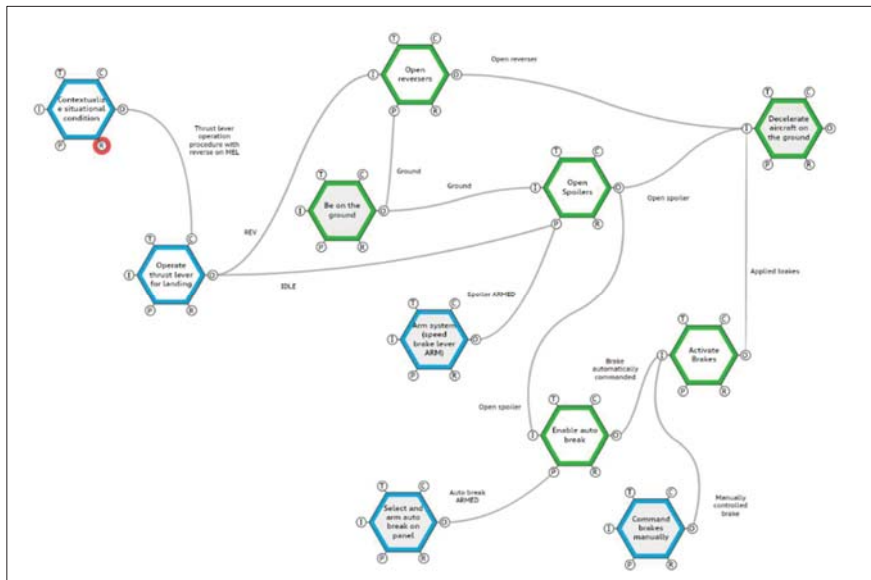 T
C
Open
reversers
I
O
P
R
Open reverser
T
C
Contextualiz
e situational
condition
I
O
P
R
Thrust lever
operation
procedure with
reverse on MEL
T
C
Decelerate
aircraft on
the ground
I
O
P
R
Ground
T
C
Be on the
ground
I
O
P
R
Ground
T
C
Open
Spoilers
I
O
P
R
Open spoiler
REV
T
C
Operate
thrust lever
for landing
I
O
P
R
IDLE
Applied brakes
Spoiler ARMED
T
C
Arm system
(speed
brake lever
ARM)
I
O
P
R
T
C
Activate
Brakes
I
O
P
R
Brake
automatically
commanded
Open spoiler
T
C
Enable auto
break
I
O
P
R
Auto break
ARMED
T
C
Select and
arm auto
break on
panel
I
O
P
R
Manually
controlled
brake
T
C
Command
brakes
manually
I
O
P
R